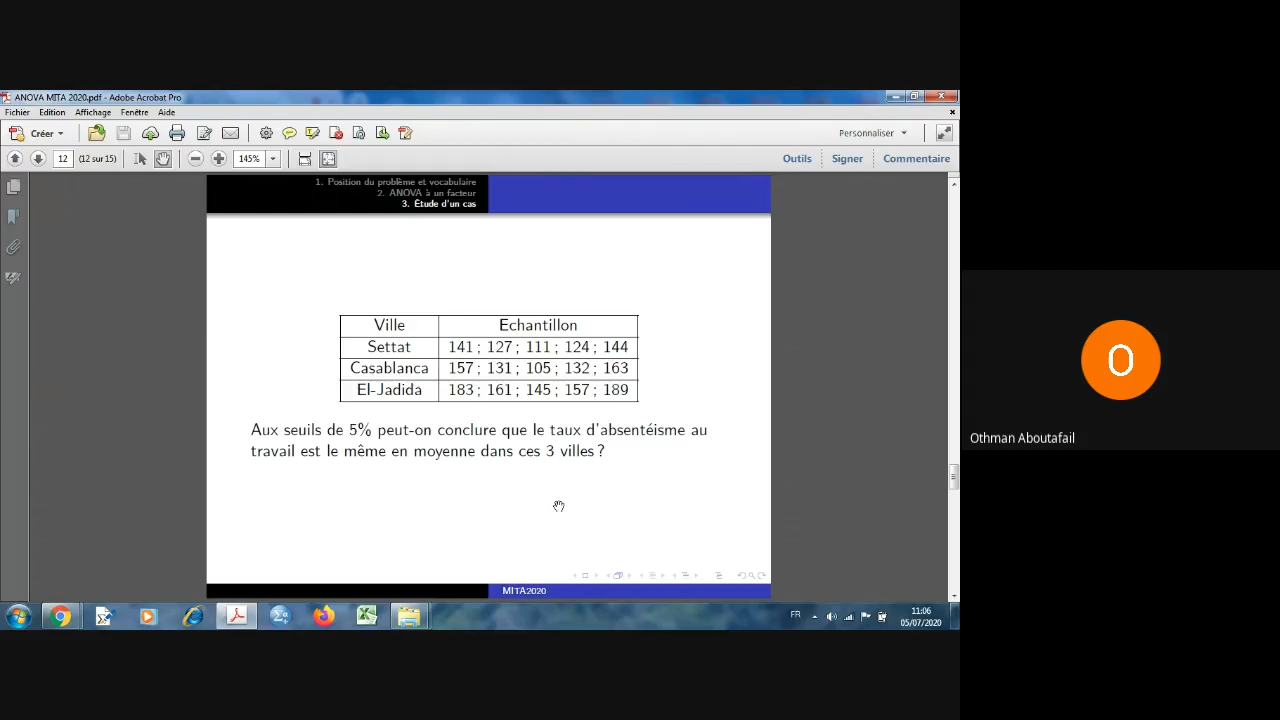 ANOVA MITA 2020.pdf - Adobe Acrobat Pro
Fichier Edition Affichage Fenêtre Aide
Créer
Personnaliser
12 (12 sur 15)
145%
Outils Signer Commentaire
1. Position du problème et vocabulaire
2. ANOVA à un facteur
3. Étude d'un cas
Ville Echantillon
Settat 141 ; 127 ; 111 ; 124 ; 144
Casablanca 157 ; 131 ; 105 ; 132 ; 163
El-Jadida 183 ; 161 ; 145 ; 157 ; 189
Aux seuils de 5% peut-on conclure que le taux d'absentéisme au
travail est le même en moyenne dans ces 3 villes ?
MITA2020
FR
11:06
05/07/2020
O
Othman Aboutafail